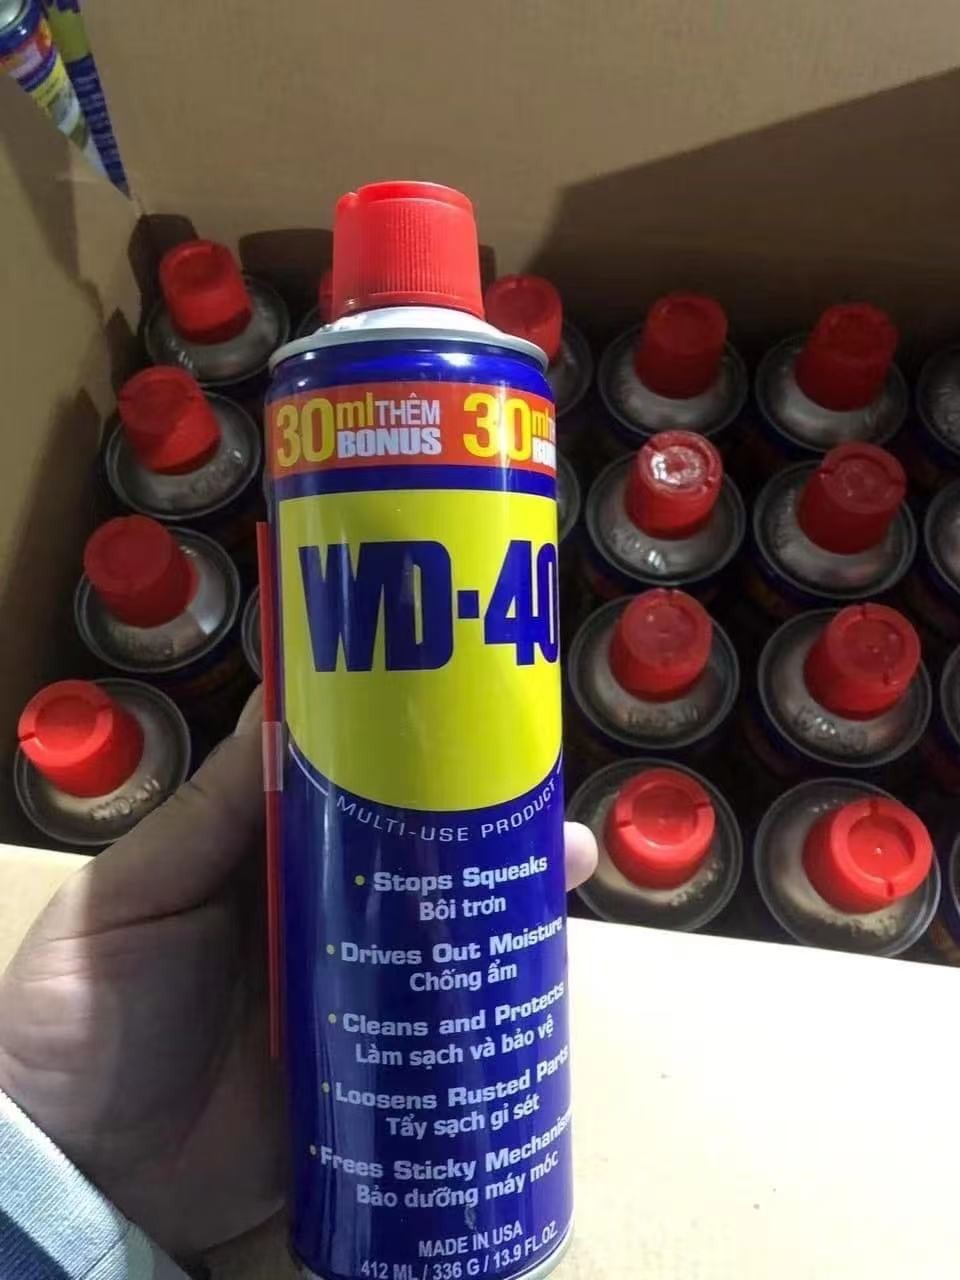 30ml THÊM BONUS 30ml
WD-40
MULTI-USE PRODUCT
• Stops Squeaks
Bôi trơn
• Drives Out Moisture
Chống ẩm
• Cleans and Protects
Làm sạch và bảo vệ
• Loosens Rusted Parts
Tẩy sạch gỉ sét
• Frees Sticky Mechanism
Bảo dưỡng máy móc
MADE IN USA
412 ML / 336 G / 13.9 FL.OZ.